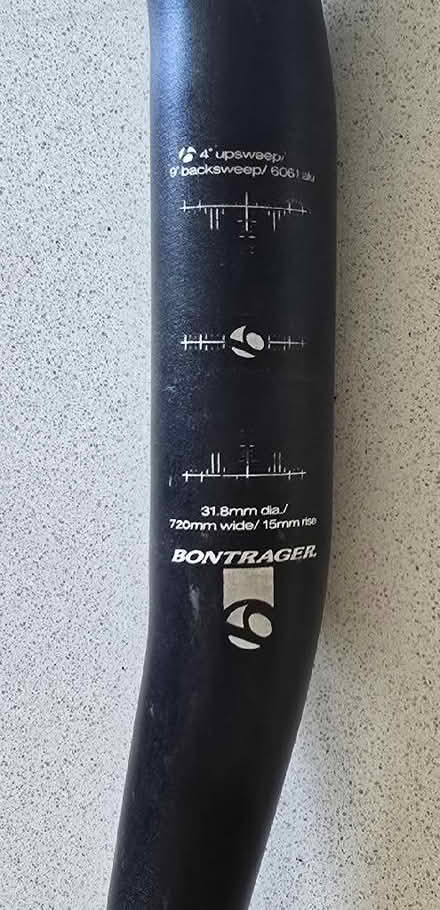 4° upsweep/
9° backsweep/ 6061 alu
31.8mm dia./
720mm wide/ 15mm rise
BONTRAGER.